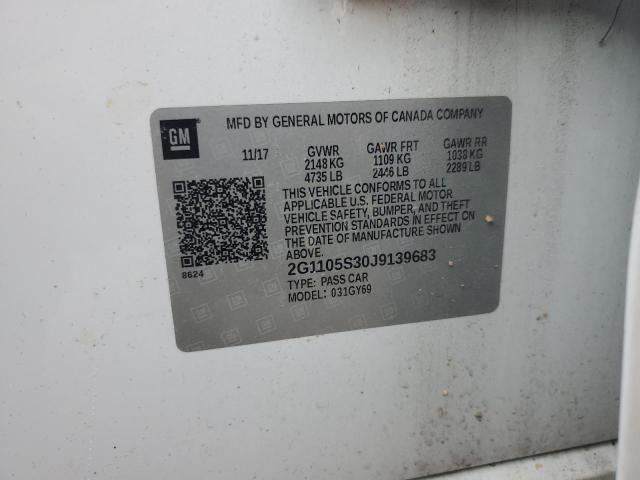 MFD BY GENERAL MOTORS OF CANADA COMPANY
GM
11/17 GVWR GAWR FRT GAWR RR
2148 KG 1109 KG 1038 KG
4735 LB 2446 LB 2289 LB
THIS VEHICLE CONFORMS TO ALL
APPLICABLE U.S. FEDERAL MOTOR
VEHICLE SAFETY, BUMPER, AND THEFT
PREVENTION STANDARDS IN EFFECT ON
THE DATE OF MANUFACTURE SHOWN
ABOVE.
8624
2G1105S30J9139683
TYPE: PASS CAR
MODEL: 031GY69